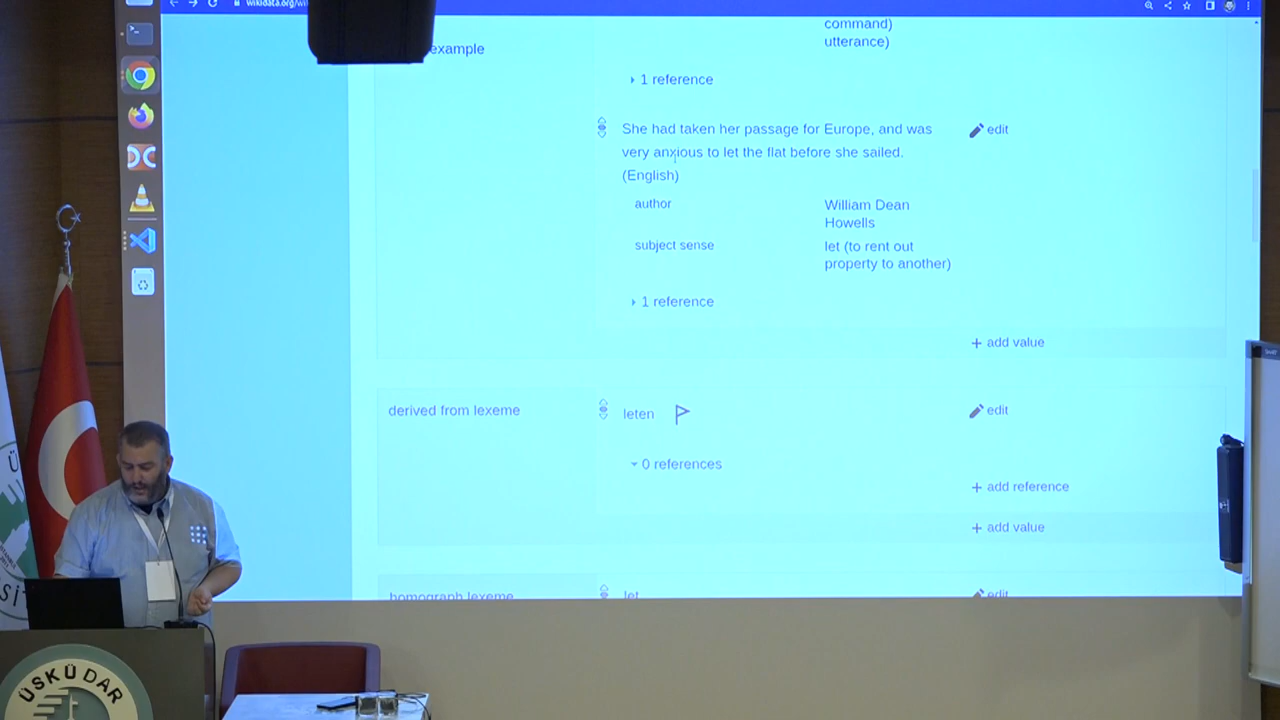 wikidata.org/wi
command)
utterance)
example
1 reference
She had taken her passage for Europe, and was
very anxious to let the flat before she sailed.
(English)
edit
author
William Dean
Howells
subject sense
let (to rent out
property to another)
1 reference
+ add value
derived from lexeme
leten
edit
0 references
+ add reference
+ add value
homograph lexeme
let
edit
ÜSKÜDAR